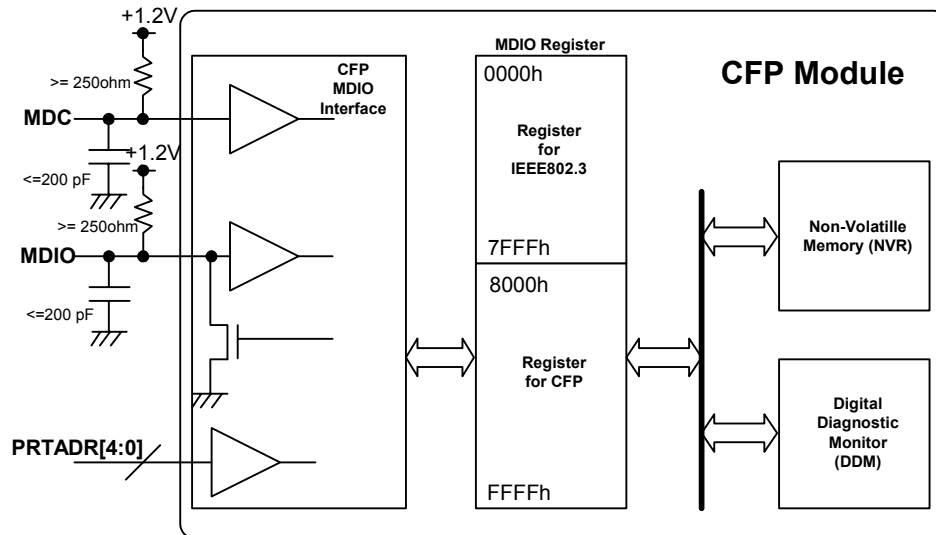 +1.2V
>= 250ohm
MDC
<=200 pF
+1.2V
>= 250ohm
MDIO
<=200 pF
PRTADR[4:0]
CFP
MDIO
Interface
MDIO Register
0000h
Register
for
IEEE802.3
7FFFh
8000h
Register
for CFP
FFFFh
CFP Module
Non-Volatille
Memory (NVR)
Digital
Diagnostic
Monitor
(DDM)